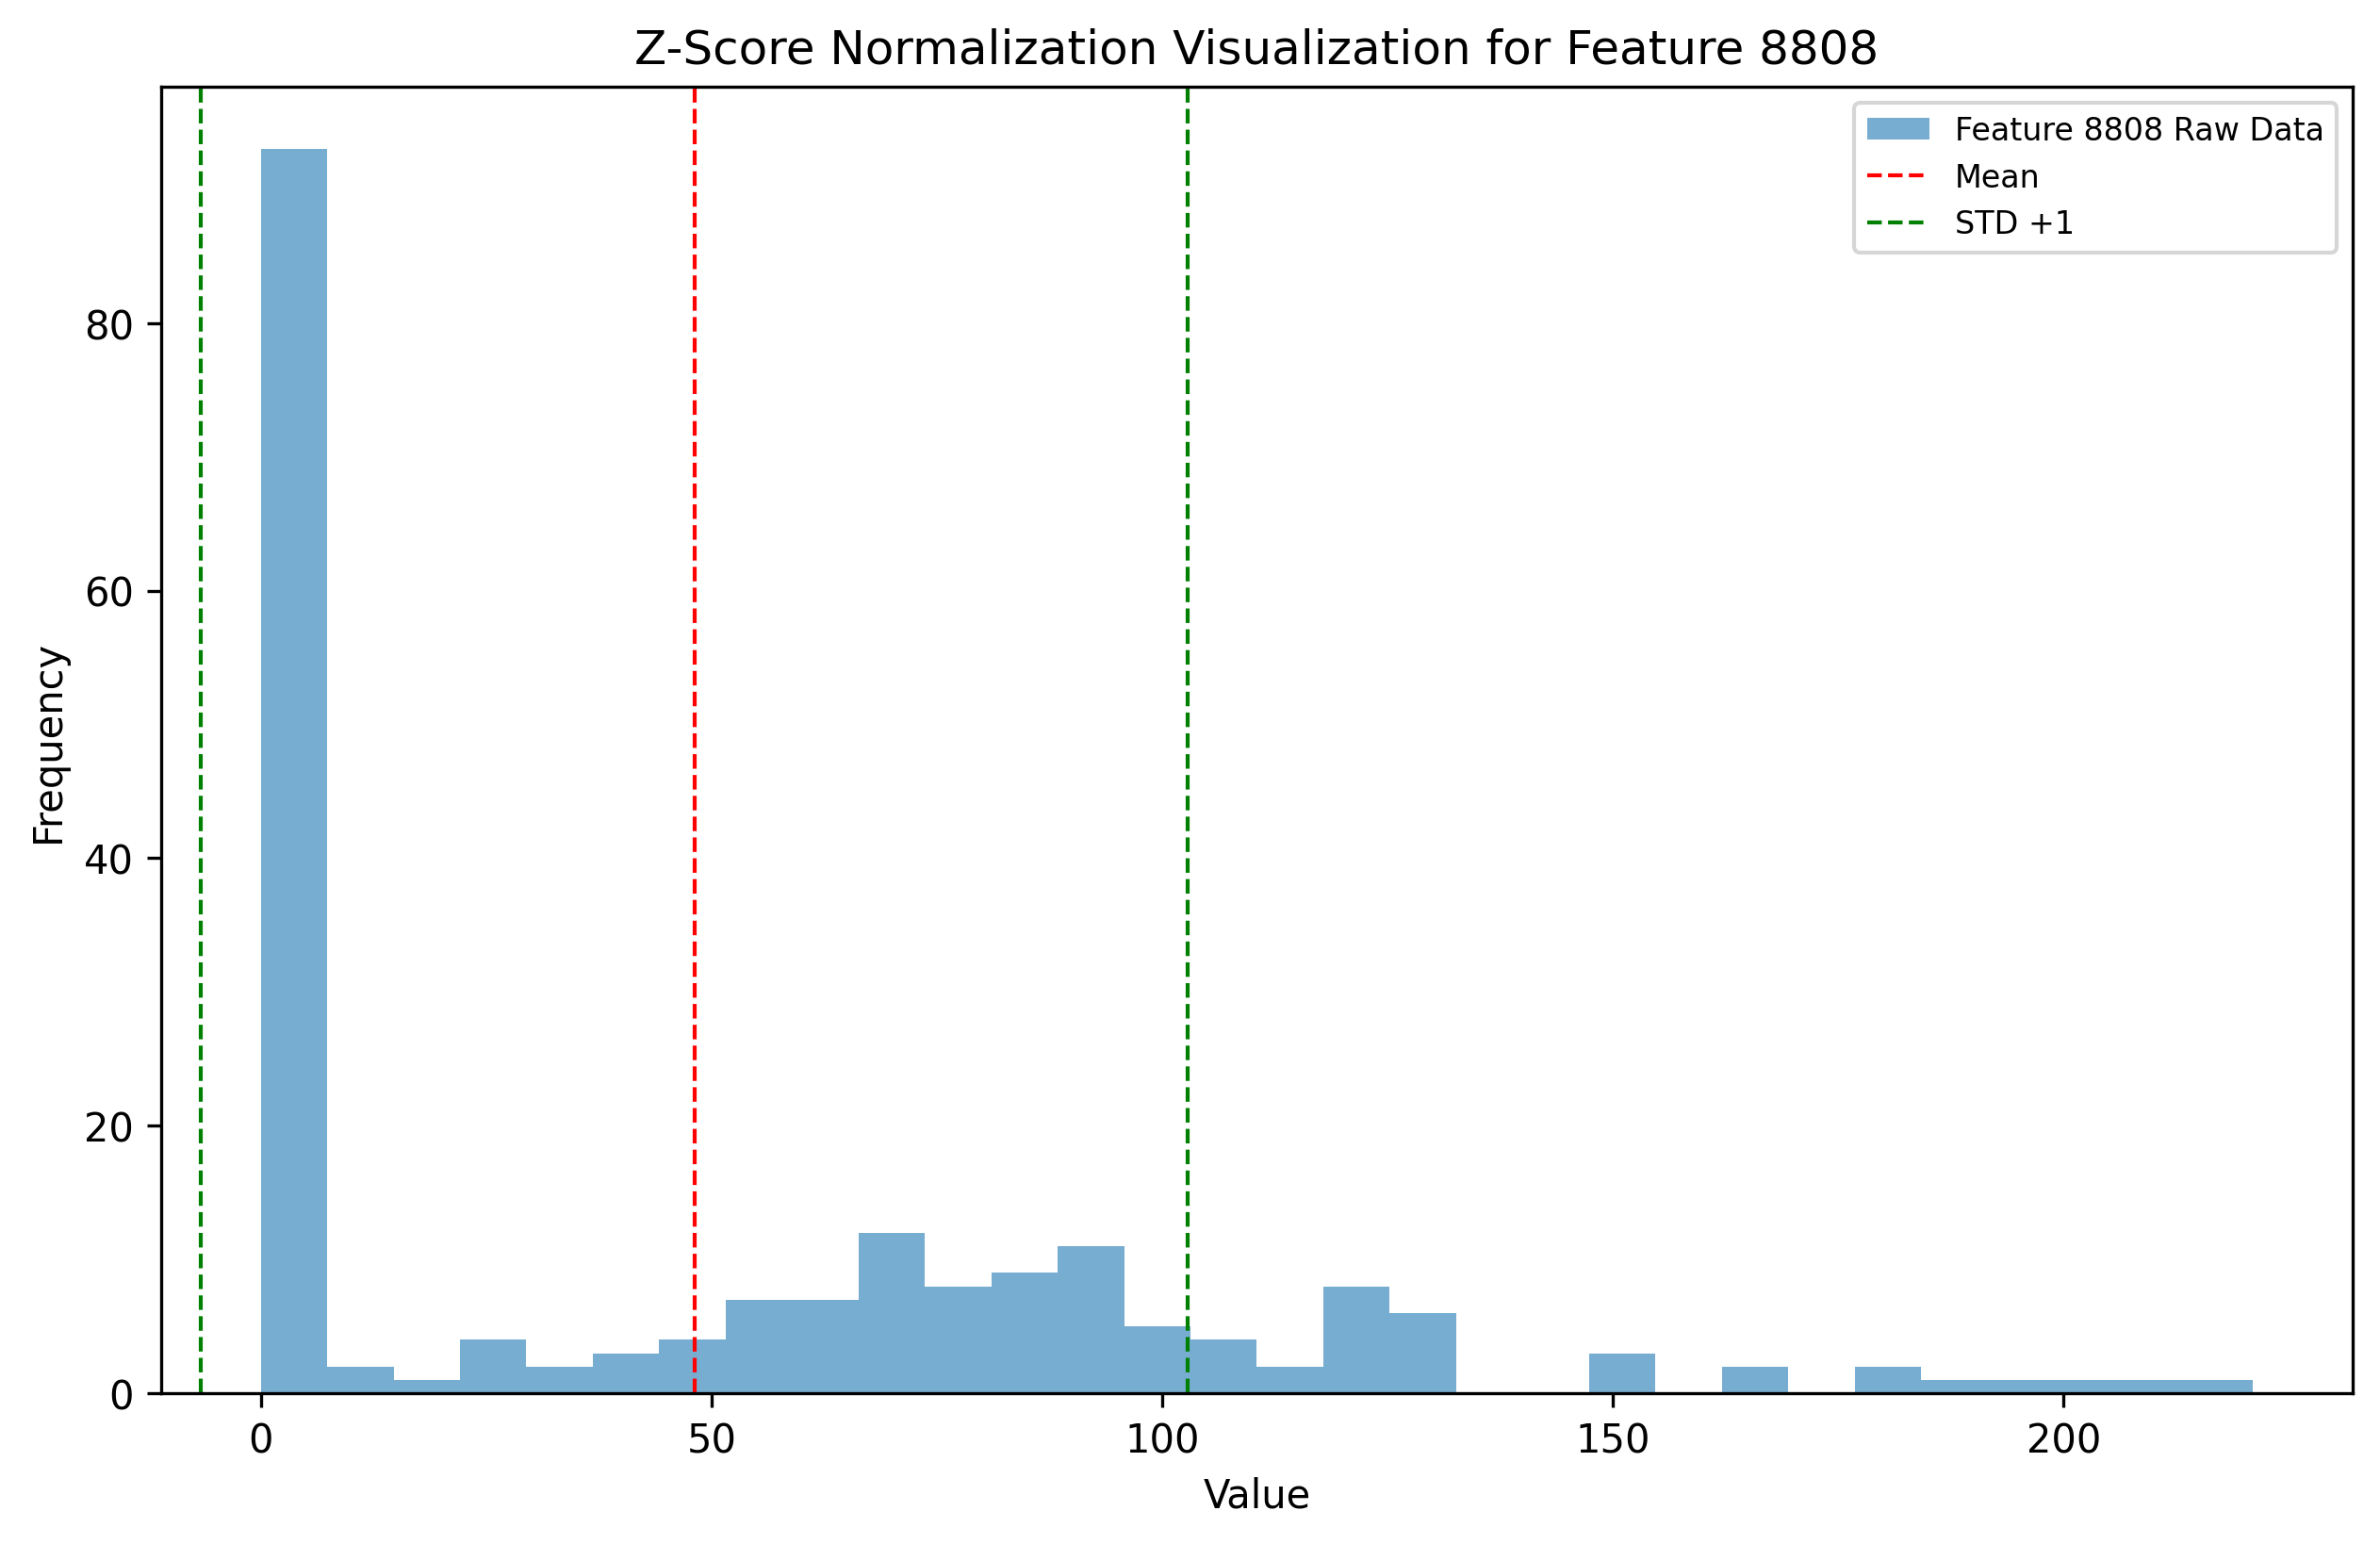 Z-Score Normalization Visualization for Feature 8808
Feature 8808 Raw Data
Mean
STD +1
Frequency
80
60
40
20
0
0 50 100 150 200
Value